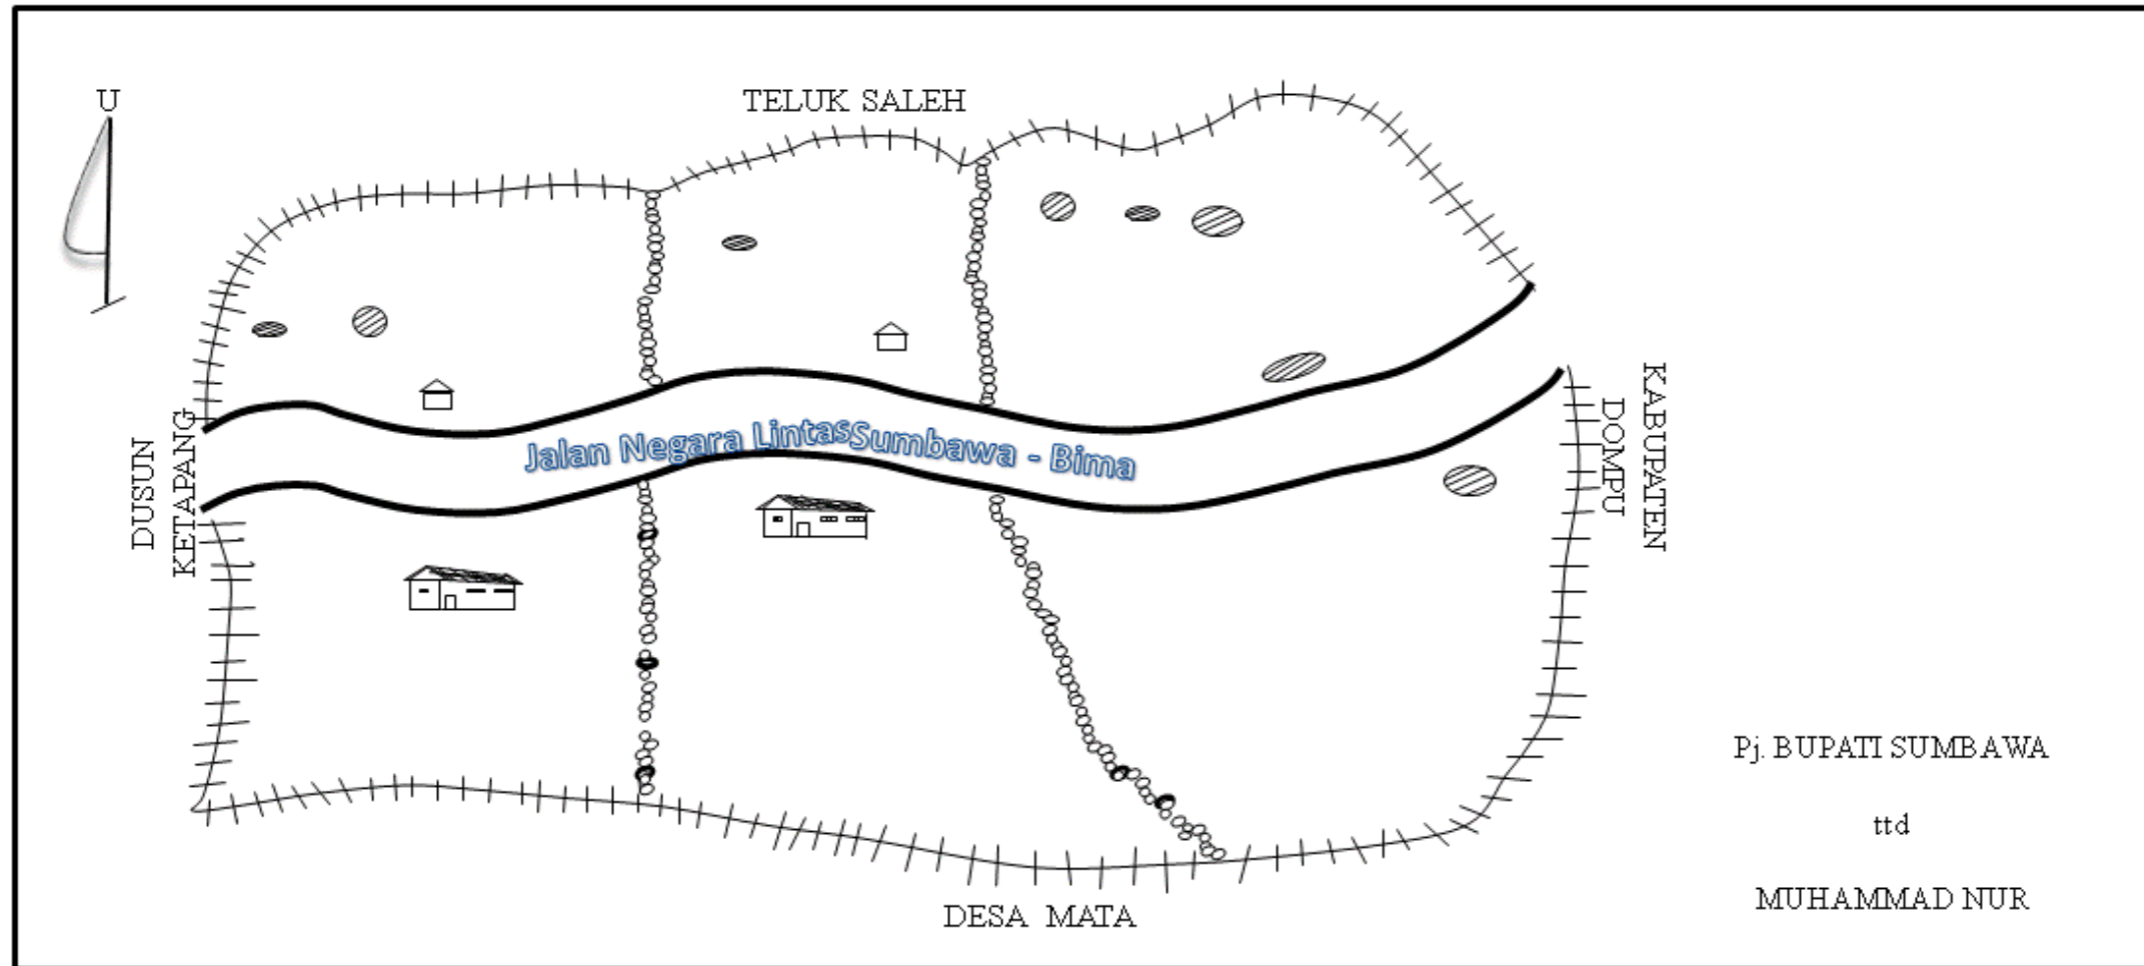 U
TELUK SALEH
DUSUN
KETAPANG
Jalan Negara LintasSumbawa - Bima
KABUPATEN
DOMPU
DESA MATA
Pj. BUPATI SUMBAWA
ttd
MUHAMMAD NUR